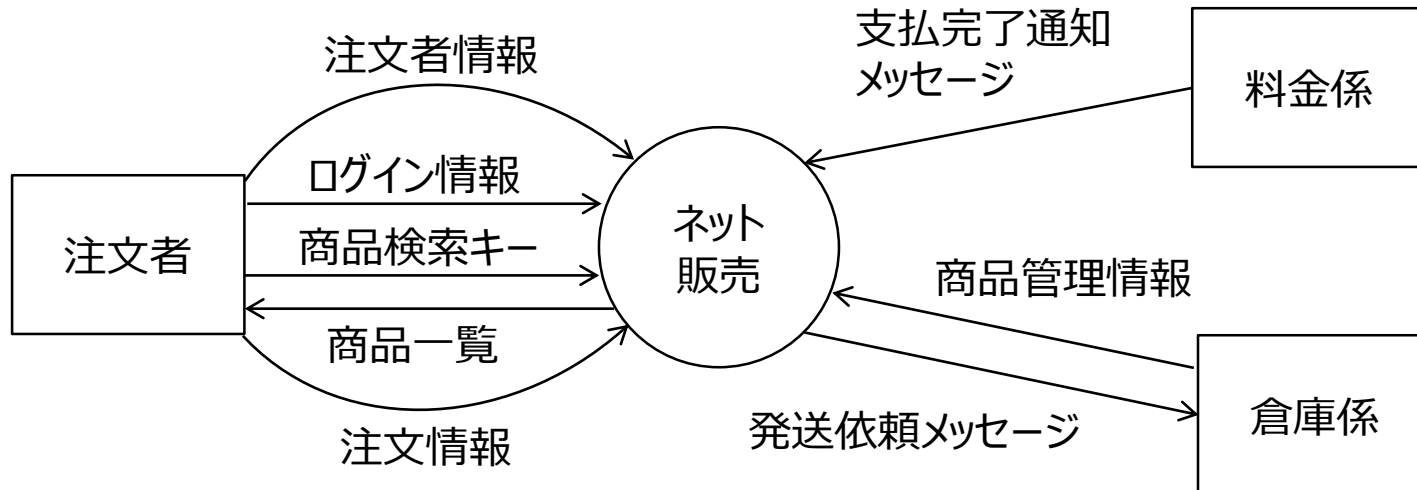 注文者情報
支払完了通知
メッセージ
料金係
ログイン情報
注文者
商品検索キー
ネット
販売
商品管理情報
商品一覧
発送依頼メッセージ
倉庫係
注文情報